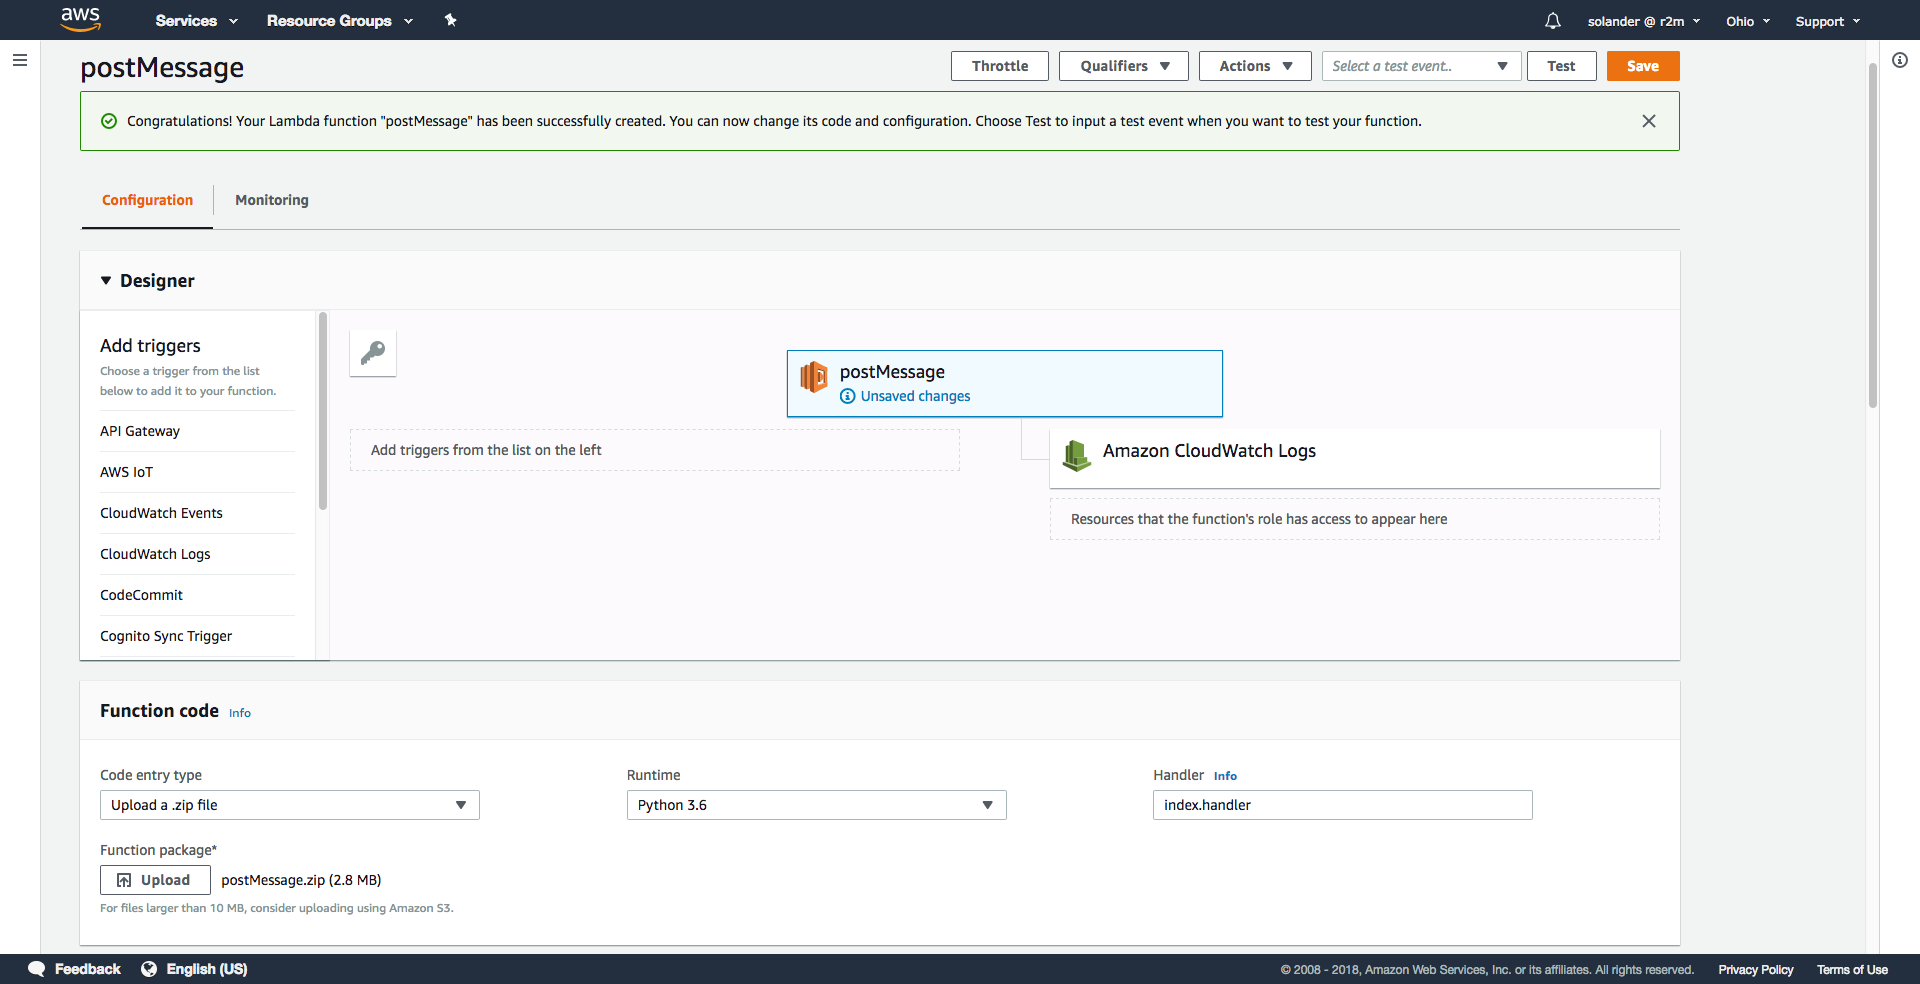 aws Services Resource Groups solander @ r2m Ohio Support
postMessage Throttle Qualifiers Actions Select a test event.. Test Save
Congratulations! Your Lambda function "postMessage" has been successfully created. You can now change its code and configuration. Choose Test to input a test event when you want to test your function.
Configuration Monitoring
Designer
Add triggers
Choose a trigger from the list
below to add it to your function.
API Gateway
AWS IoT
CloudWatch Events
CloudWatch Logs
CodeCommit
Cognito Sync Trigger
postMessage
Unsaved changes
Add triggers from the list on the left
Amazon CloudWatch Logs
Resources that the function's role has access to appear here
Function code Info
Code entry type Runtime Handler Info
Upload a .zip file Python 3.6 index.handler
Function package*
Upload postMessage.zip (2.8 MB)
For files larger than 10 MB, consider uploading using Amazon S3.
Feedback English (US) © 2008 - 2018, Amazon Web Services, Inc. or its affiliates. All rights reserved. Privacy Policy Terms of Use